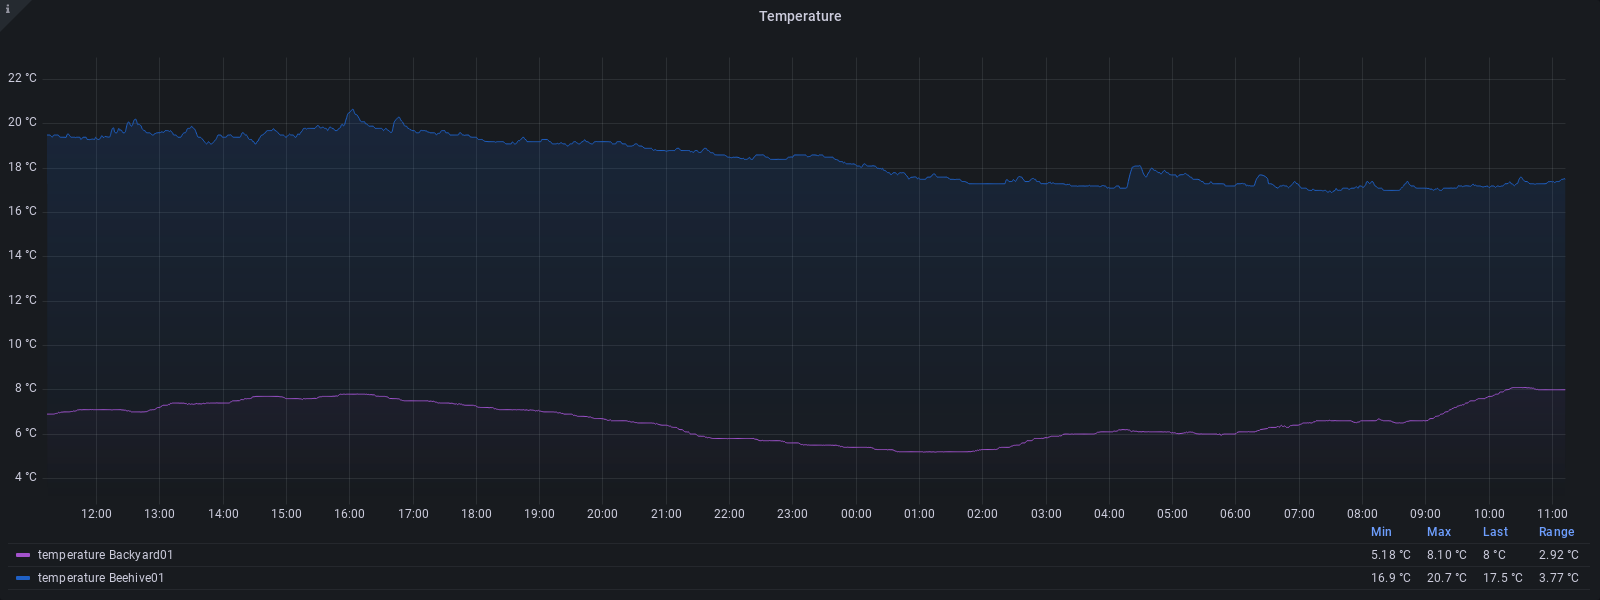 i
Temperature
22 °C
20 °C
18 °C
16 °C
14 °C
12 °C
10 °C
8 °C
6 °C
4 °C
12:00 13:00 14:00 15:00 16:00 17:00 18:00 19:00 20:00 21:00 22:00 23:00 00:00 01:00 02:00 03:00 04:00 05:00 06:00 07:00 08:00 09:00 10:00 11:00
Min Max Last Range
temperature Backyard01 5.18 °C 8.10 °C 8 °C 2.92 °C
temperature Beehive01 16.9 °C 20.7 °C 17.5 °C 3.77 °C